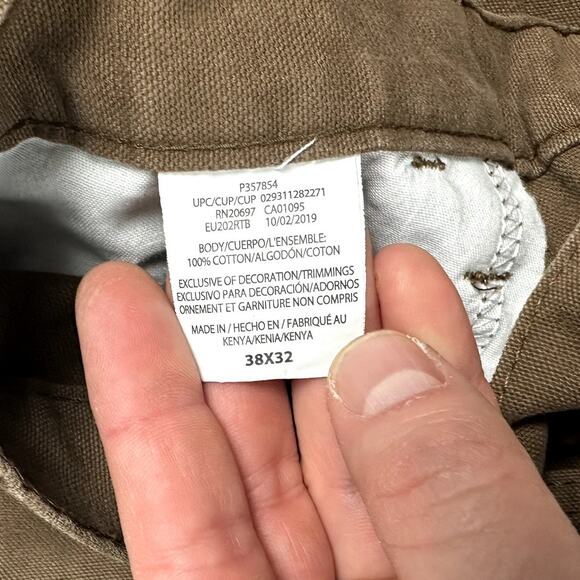 P357854
UPC/CUP/CUP 029311282271
RN20697 CA01095
EU202RTB 10/02/2019
BODY/CUERPO/L'ENSEMBLE:
100% COTTON/ALGODÓN/COTON
EXCLUSIVE OF DECORATION/TRIMMINGS
EXCLUSIVO PARA DECORACIÓN/ADORNOS
ORNEMENT ET GARNITURE NON COMPRIS
MADE IN / HECHO EN / FABRIQUÉ AU
KENYA/KENIA/KENYA
38X32